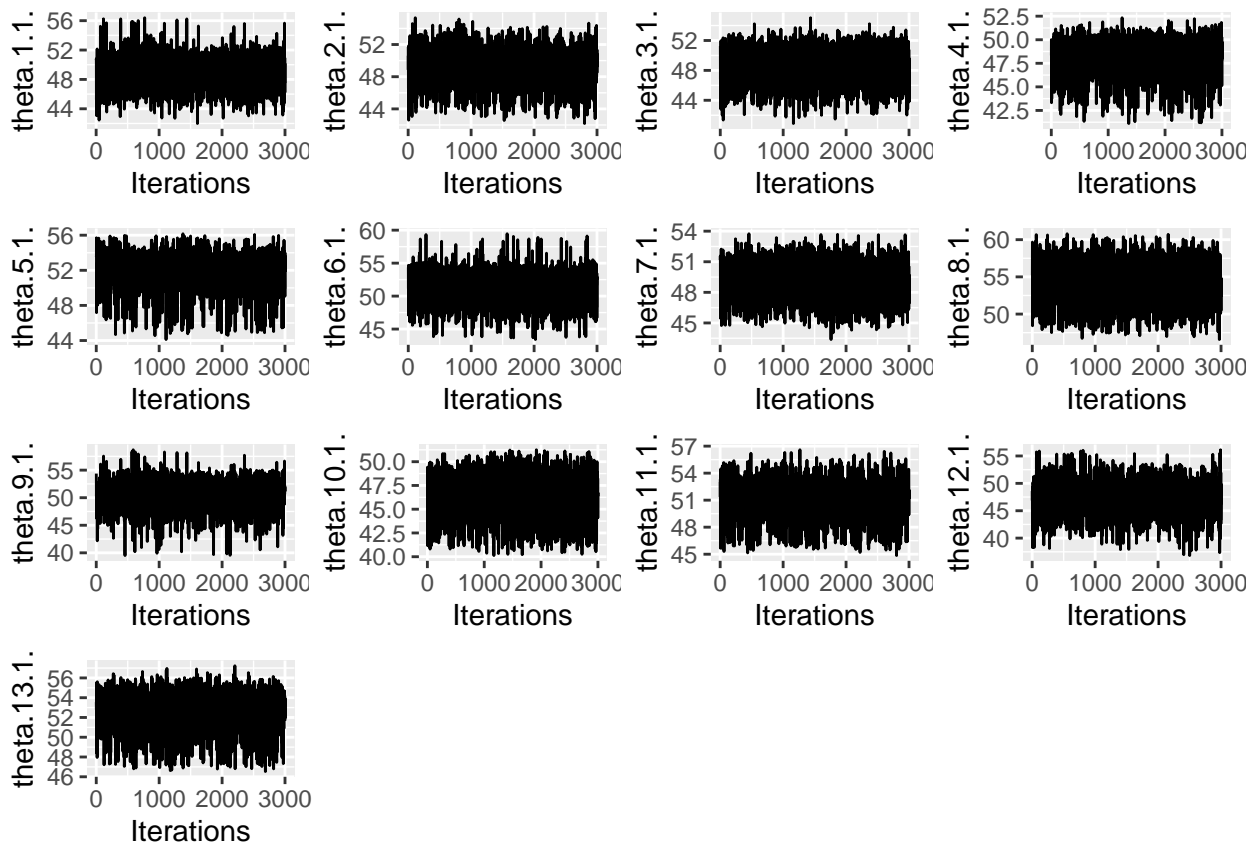 theta.1.1.
56
52
48
44
0 1000 2000 3000
Iterations
theta.2.1.
52
48
44
0 1000 2000 3000
Iterations
theta.3.1.
52
48
44
0 1000 2000 3000
Iterations
theta.4.1.
52.5
50.0
47.5
45.0
42.5
0 1000 2000 3000
Iterations
theta.5.1.
56
52
48
44
0 1000 2000 3000
Iterations
theta.6.1.
60
55
50
45
0 1000 2000 3000
Iterations
theta.7.1.
54
51
48
45
0 1000 2000 3000
Iterations
theta.8.1.
60
55
50
0 1000 2000 3000
Iterations
theta.9.1.
55
50
45
40
0 1000 2000 3000
Iterations
theta.10.1.
50.0
47.5
45.0
42.5
40.0
0 1000 2000 3000
Iterations
theta.11.1.
57
54
51
48
45
0 1000 2000 3000
Iterations
theta.12.1.
55
50
45
40
0 1000 2000 3000
Iterations
theta.13.1.
56
54
52
50
48
46
0 1000 2000 3000
Iterations